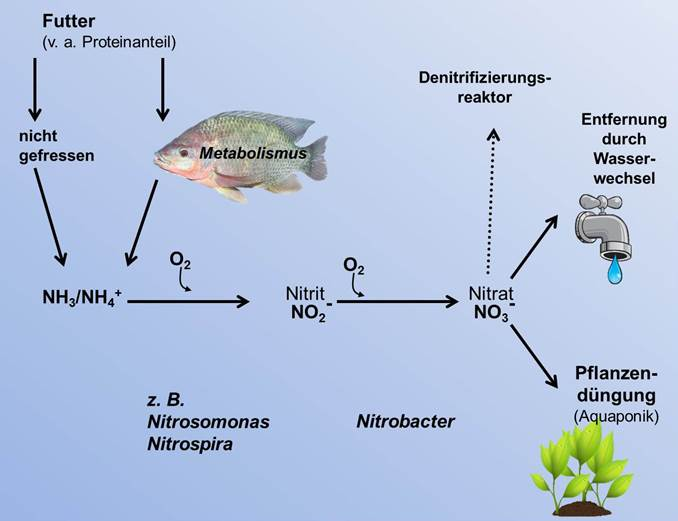 Futter
(v. a. Proteinanteil)
nicht
gefressen
Metabolismus
Denitrifizierungs-
reaktor
Entfernung
durch
Wasser-
wechsel
O₂
O₂
NH₃/NH₄⁺
Nitrit
NO₂⁻
Nitrat
NO₃⁻
Pflanzen-
düngung
(Aquaponik)
z. B.
Nitrosomonas
Nitrospira
Nitrobacter